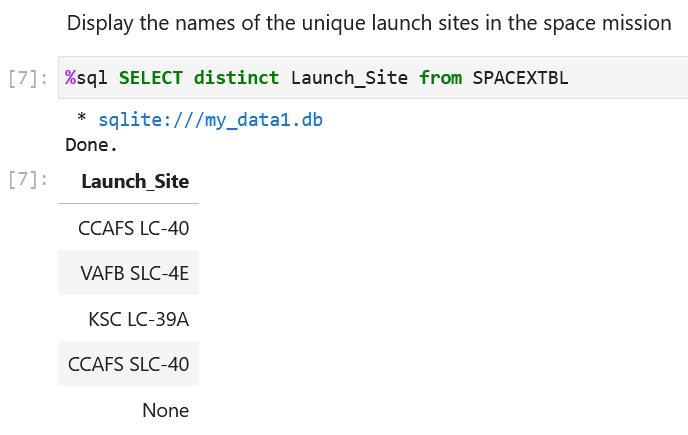 Display the names of the unique launch sites in the space mission
[7]: %sql SELECT distinct Launch_Site from SPACEXTBL
* sqlite:///my_data1.db
Done.
[7]: Launch_Site
CCAFS LC-40
VAFB SLC-4E
KSC LC-39A
CCAFS SLC-40
None